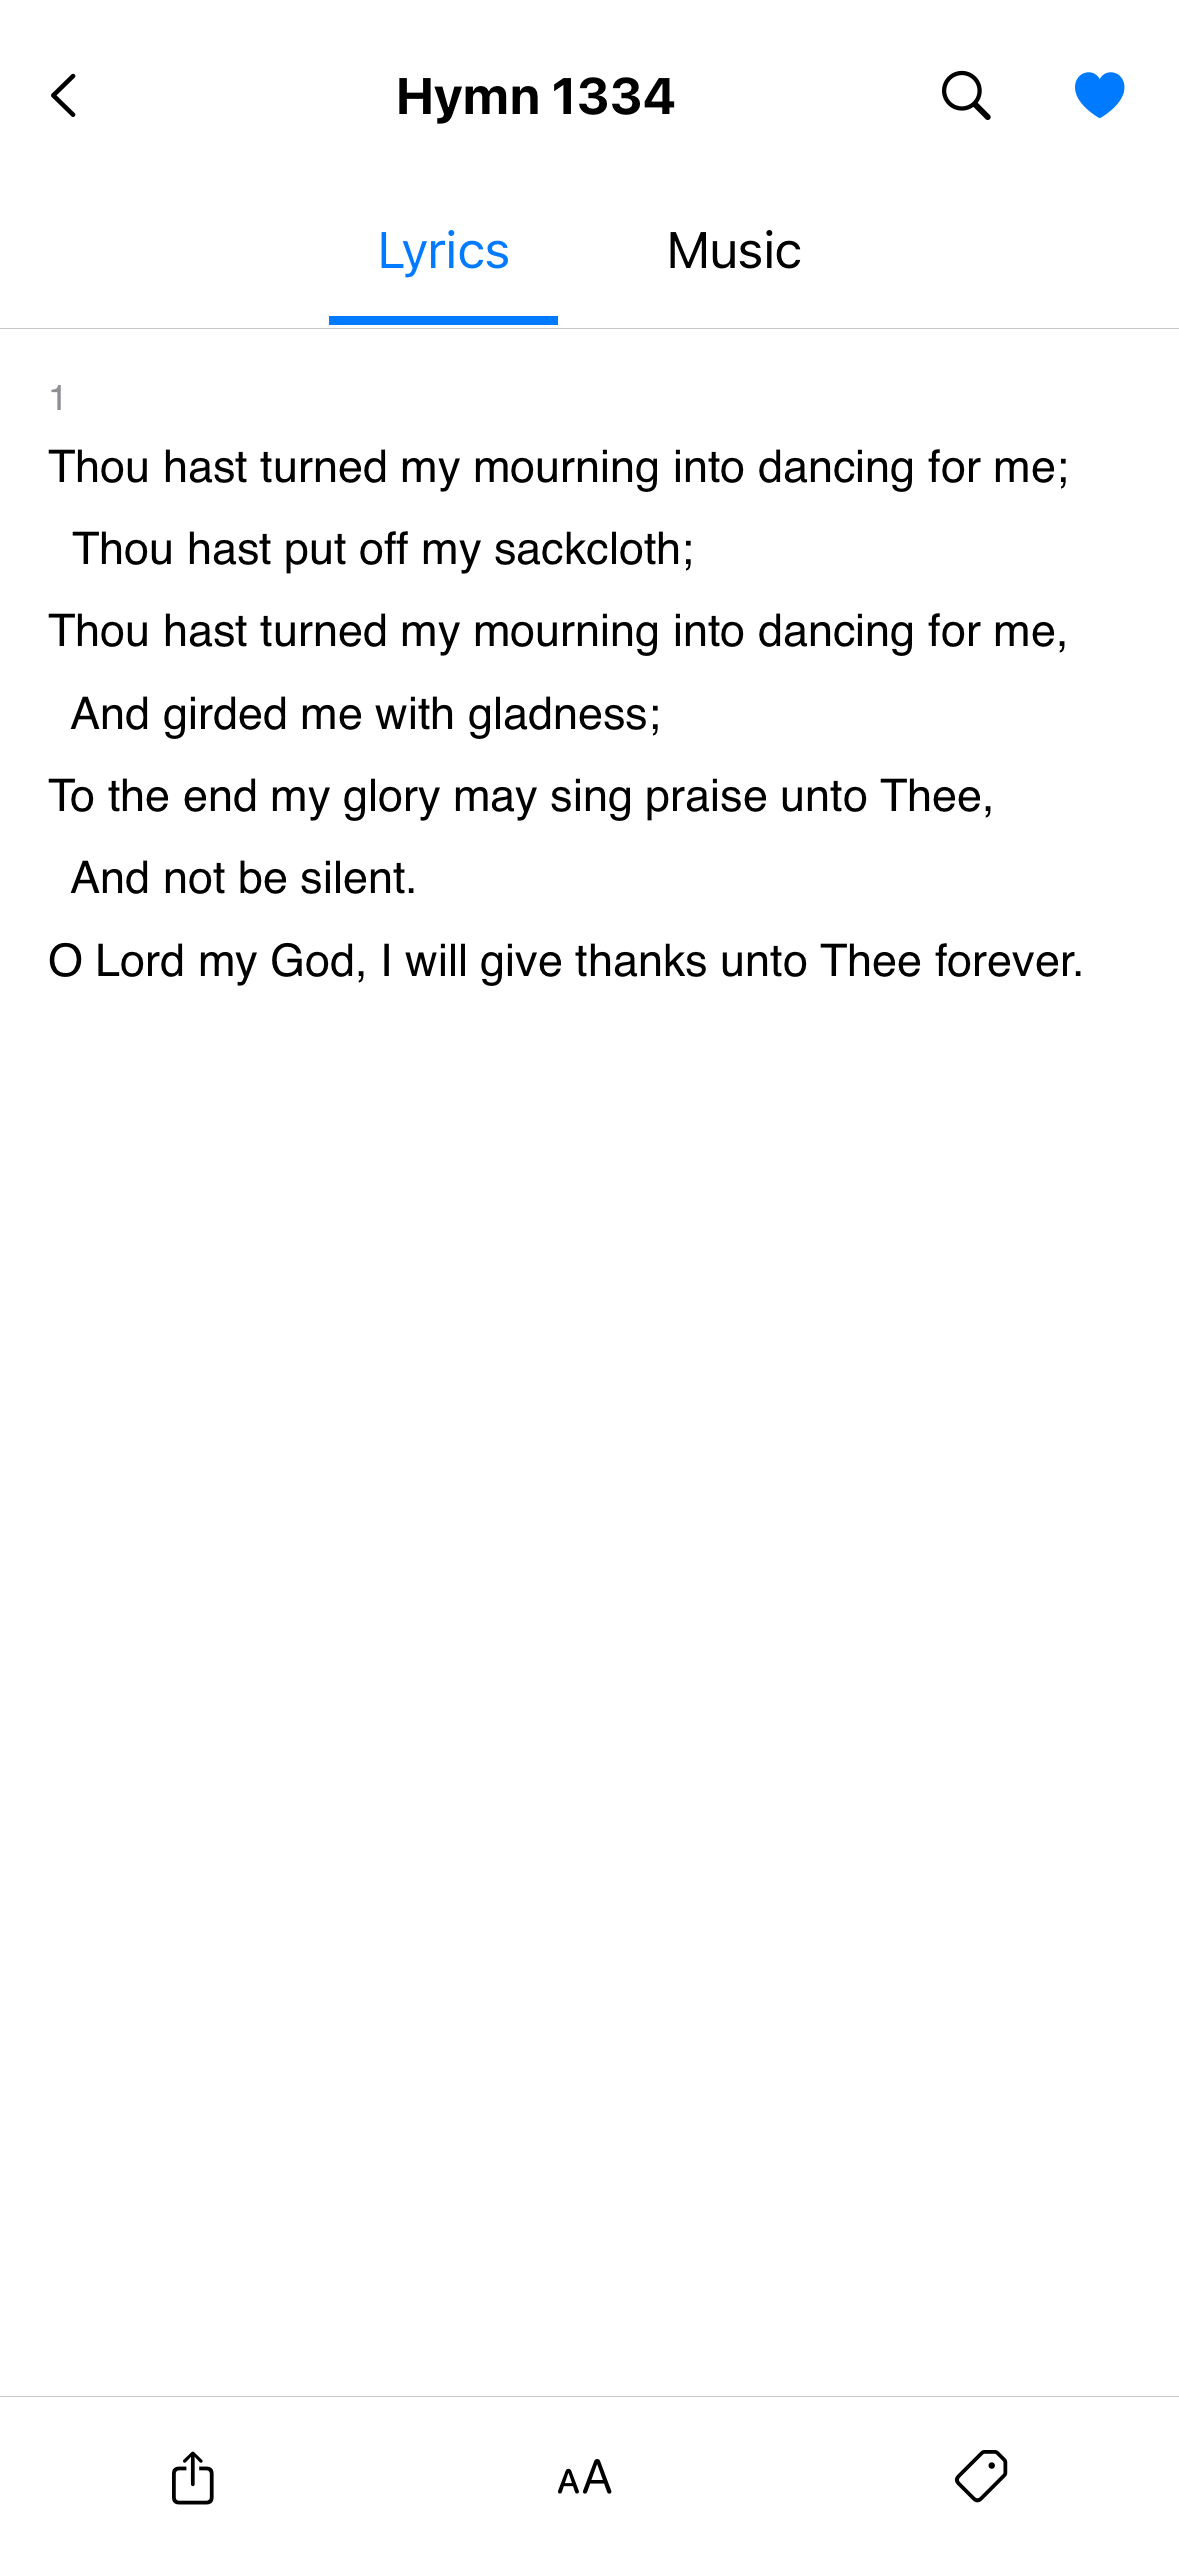 Hymn 1334
Lyrics Music
1
Thou hast turned my mourning into dancing for me;
Thou hast put off my sackcloth;
Thou hast turned my mourning into dancing for me,
And girded me with gladness;
To the end my glory may sing praise unto Thee,
And not be silent.
O Lord my God, I will give thanks unto Thee forever.
AA